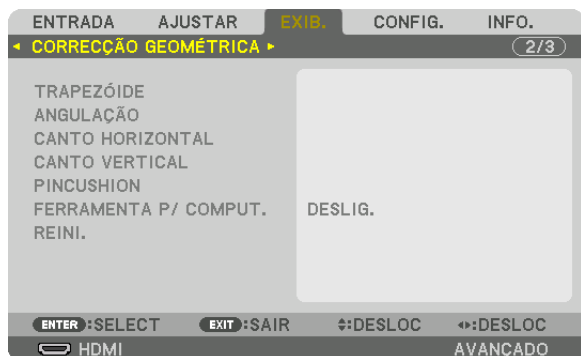 ENTRADA AJUSTAR EXIB. CONFIG. INFO.
CORRECÇÃO GEOMÉTRICA 2/3
TRAPEZÓIDE
ANGULAÇÃO
CANTO HORIZONTAL
CANTO VERTICAL
PINCUSHION
FERRAMENTA P/ COMPUT. DESLIG.
REINI.
ENTER :SELECT EXIT :SAIR :DESLOC :DESLOC
HDMI AVANCADO